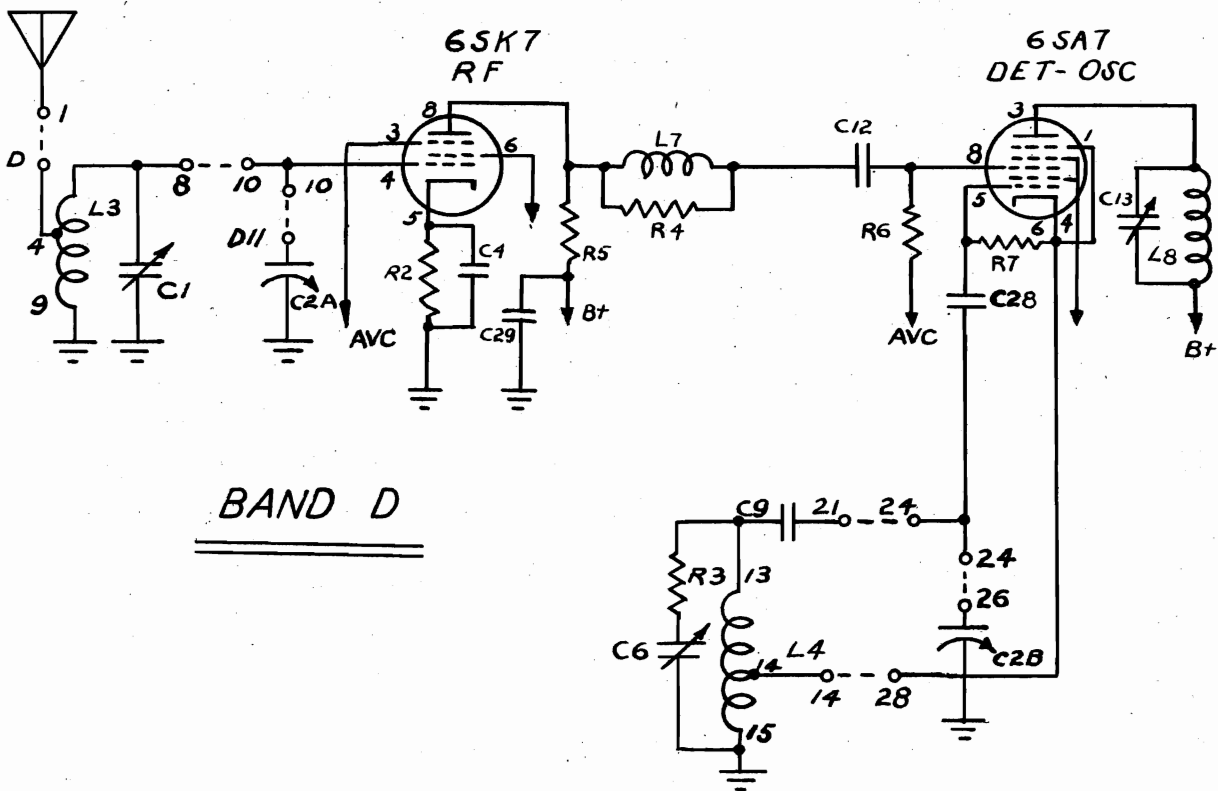 6SK7
RF
6SA7
DET-OSC
1
D
L3
4
9
C1
8
10
10
D11
C2A
AVC
3
4
8
6
5
R2
C4
R5
C29
B+
L7
R4
C12
R6
AVC
8
5
3
1
6
4
R7
C28
C13
L8
B+
BAND D
C9
21
24
24
26
C2B
R3
13
C6
14
L4
14
28
15